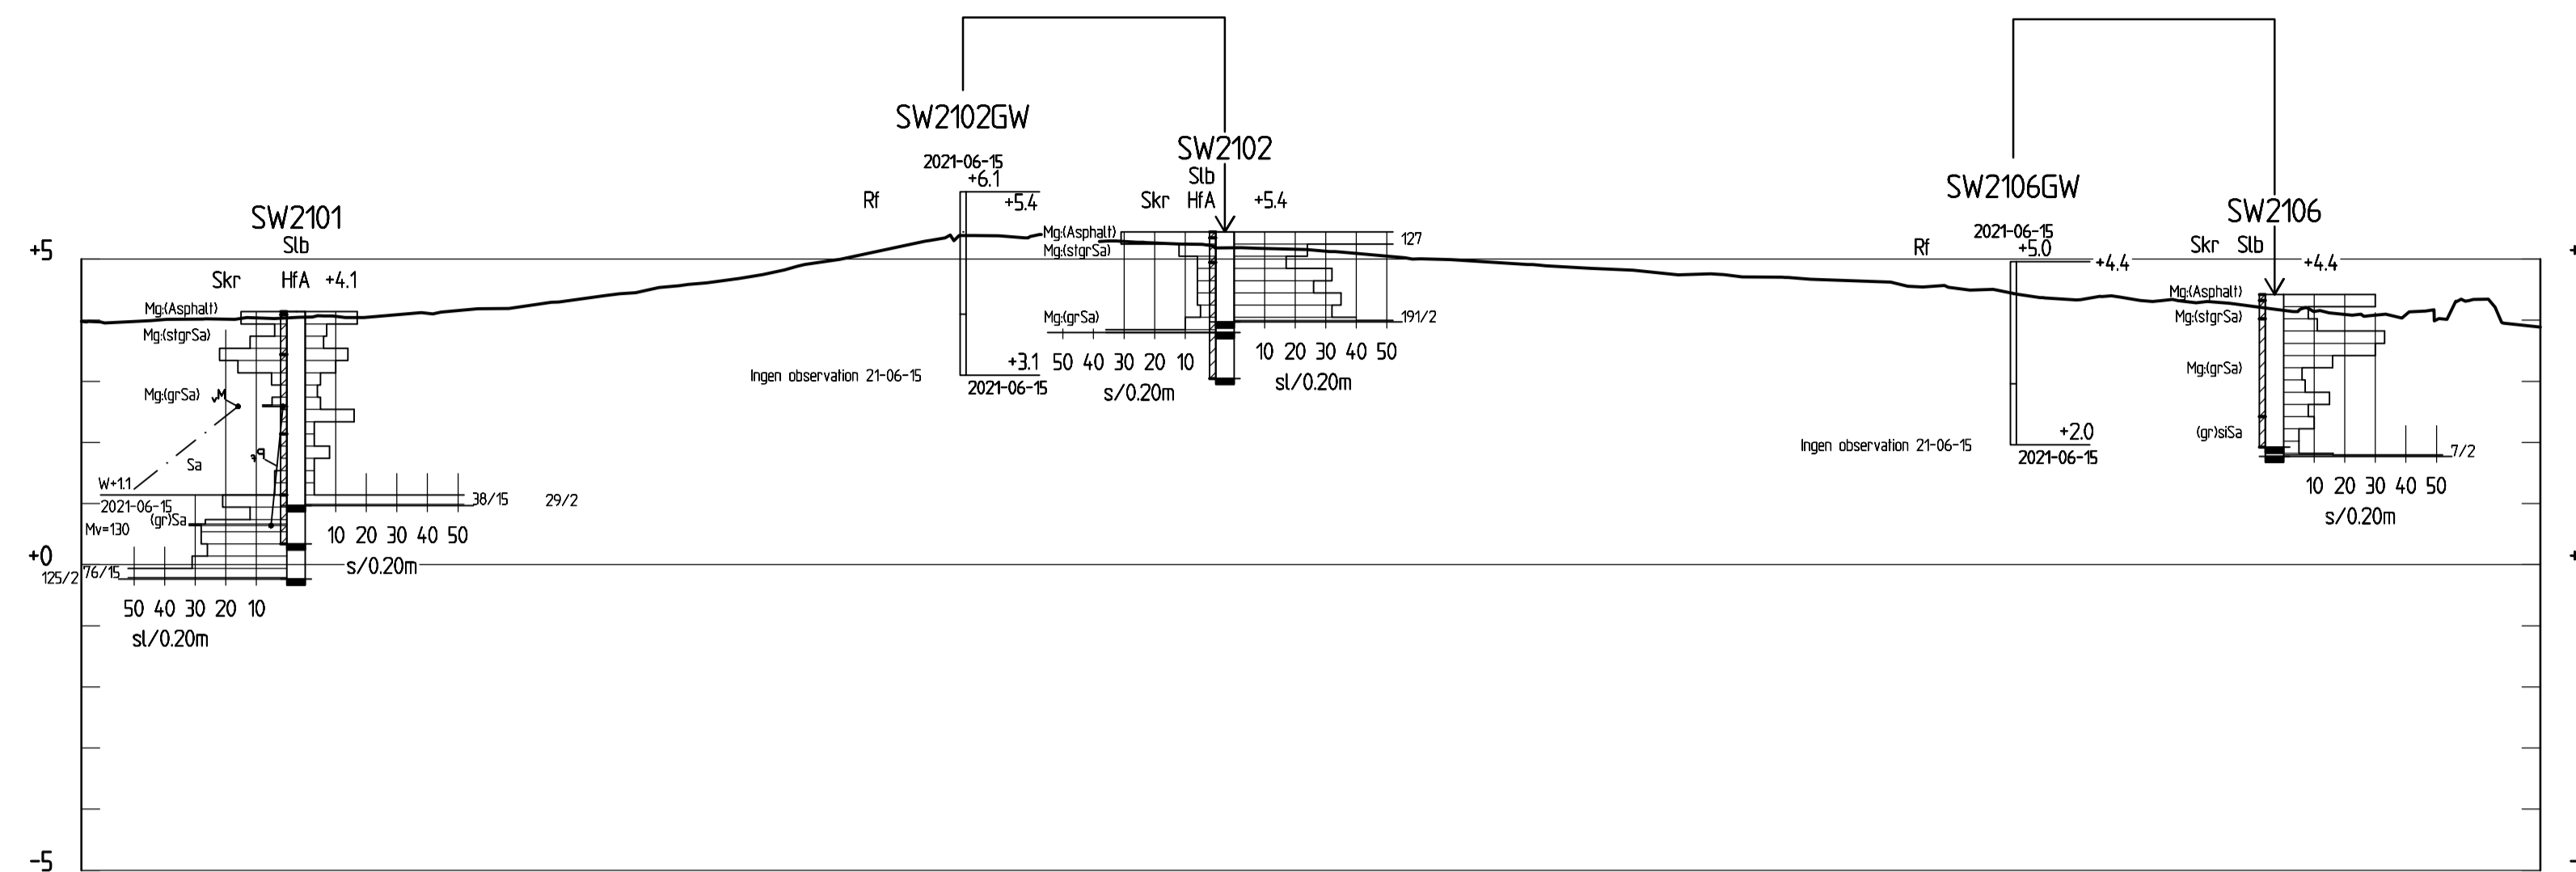 SW2102GW
2021-06-15
+6.1
+5.4
Rf
+3.1
Ingen observation 21-06-15
2021-06-15
SW2102
Slb
Skr HfA +5.4
Mg:(Asphalt)
Mg:(stgrSa)
Mg:(grSa)
127
191/2
50 40 30 20 10
s/0.20m
10 20 30 40 50
sl/0.20m
SW2106GW
2021-06-15
+5.0
+4.4
Rf
+2.0
Ingen observation 21-06-15
2021-06-15
SW2106
Skr Slb
+4.4
Mg:(Asphalt)
Mg:(stgrSa)
Mg:(grSa)
(gr)siSa
7/2
10 20 30 40 50
s/0.20m
SW2101
Slb
Skr HfA +4.1
Mg:(Asphalt)
Mg:(stgrSa)
Mg:(grSa)
Sa
W+1.1
2021-06-15
(gr)Sa
Mv=130
38/15 29/2
10 20 30 40 50
s/0.20m
125/2 76/15
50 40 30 20 10
sl/0.20m
+5
+0
-5